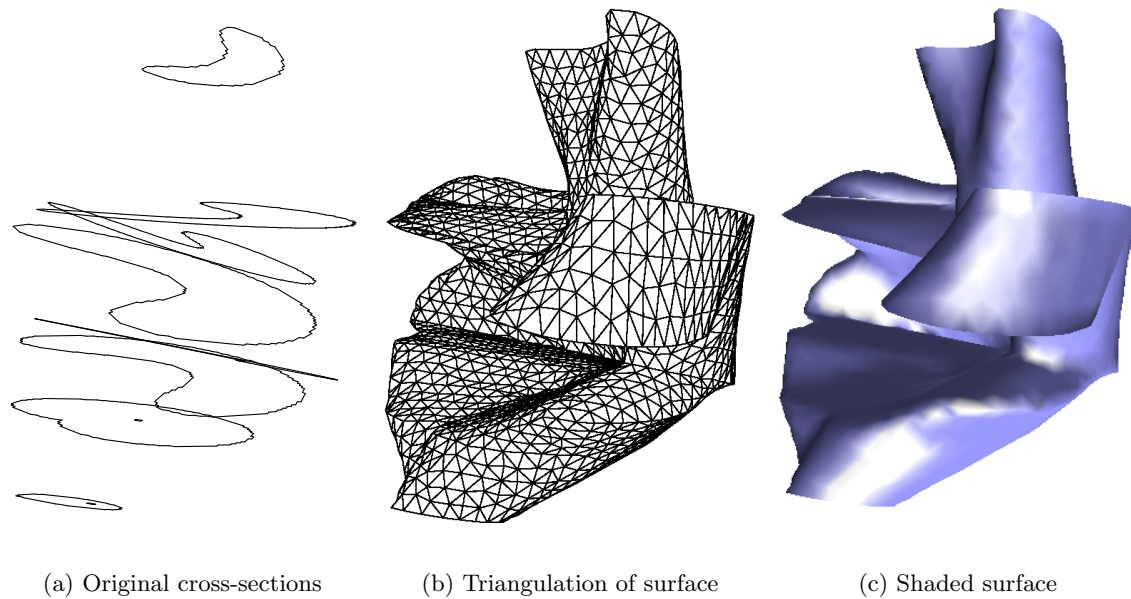 (a) Original cross-sections
(b) Triangulation of surface
(c) Shaded surface